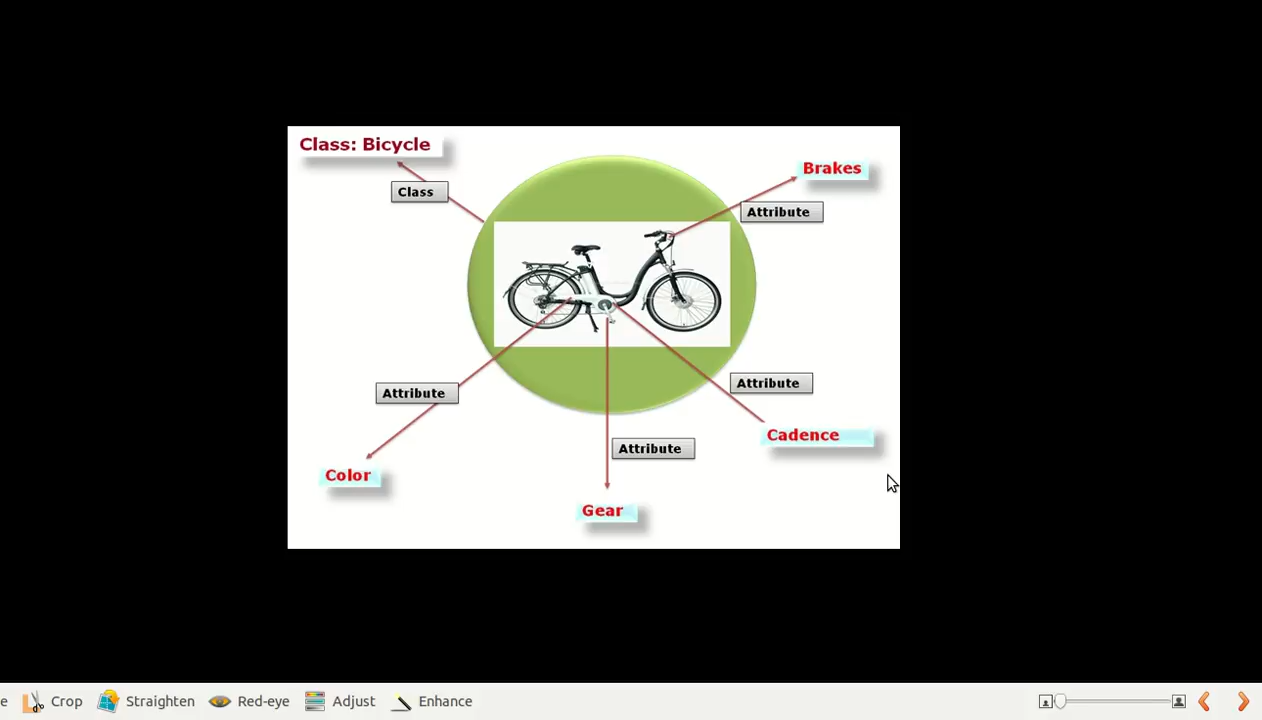 Class: Bicycle
Brakes
Class
Attribute
Attribute
Attribute
Cadence
Attribute
Color
Gear
e Crop Straighten Red-eye Adjust Enhance